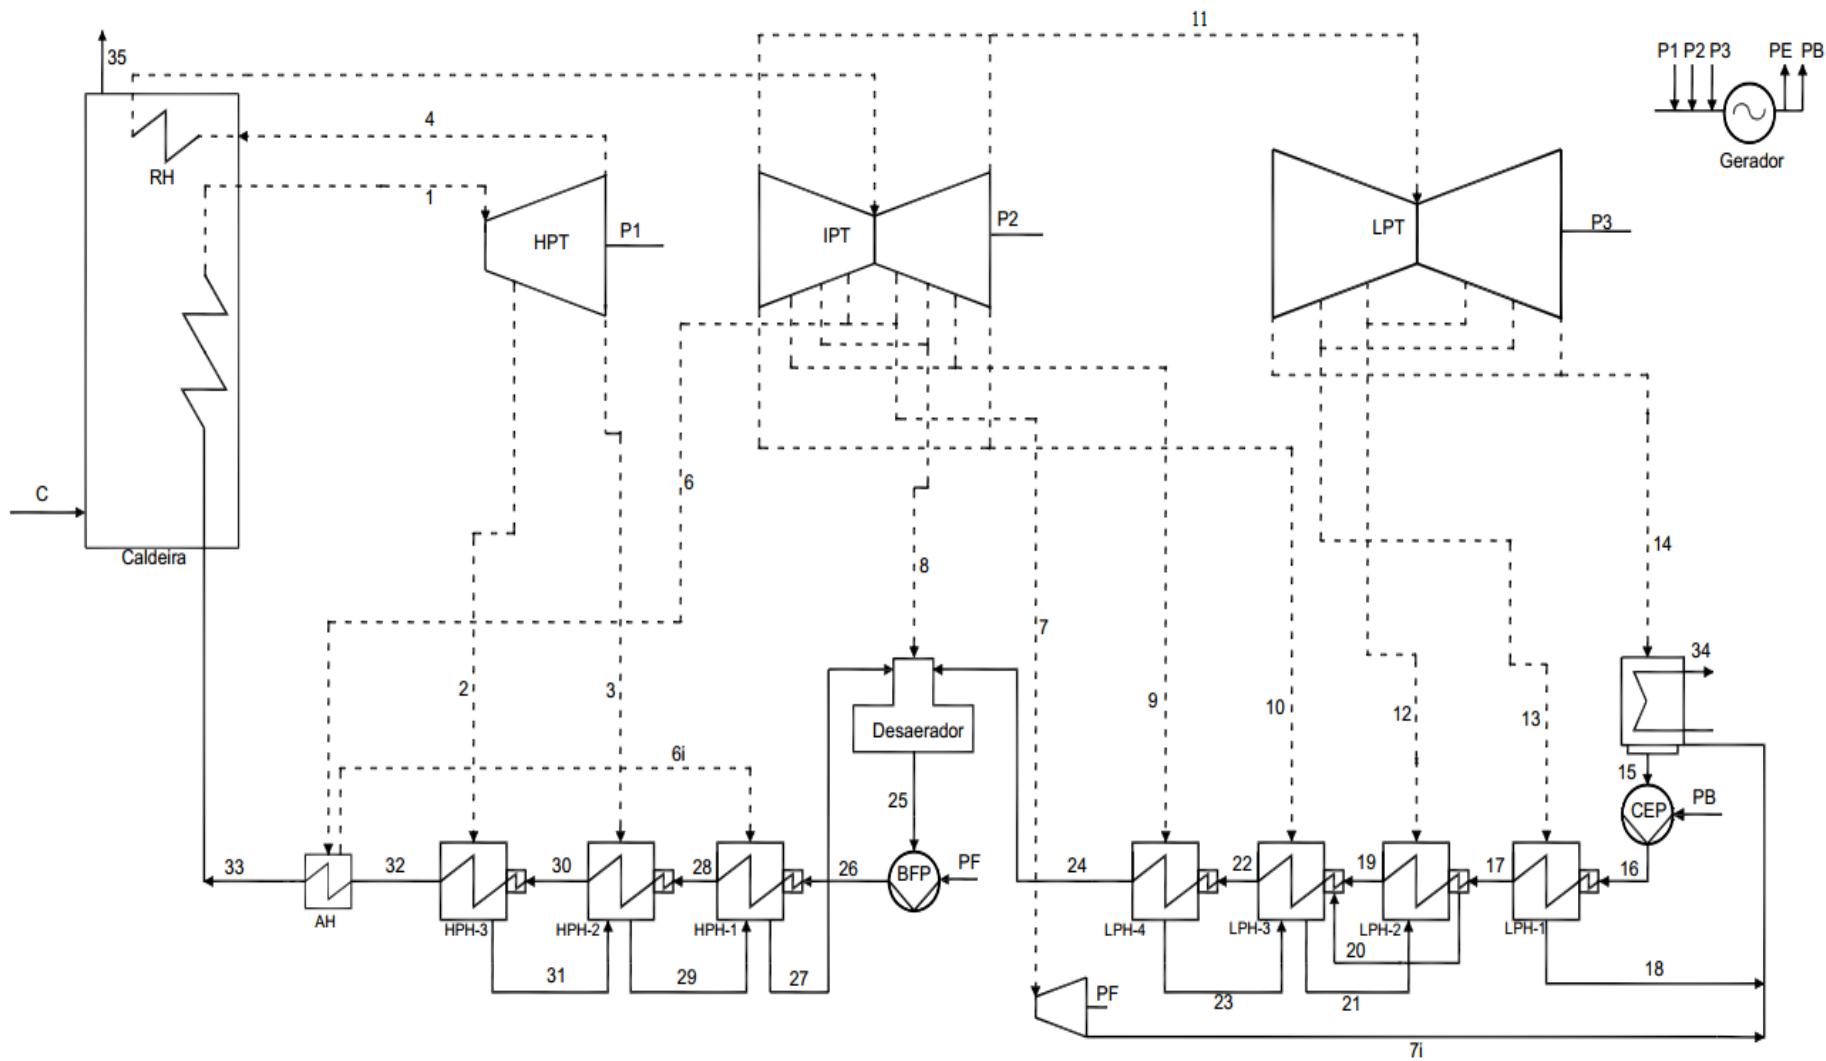 11
35
P1 P2 P3 PE PB
Gerador
4
RH
1
HPT
P1
IPT
P2
LPT
P3
C
Caldeira
6
8
14
7
34
2
3
9
10
12
13
Desaerador
6i
15
25
CEP
PB
33
32
30
28
26
BFP
PF
24
22
19
17
16
AH
HPH-3
HPH-2
HPH-1
LPH-4
LPH-3
LPH-2
LPH-1
20
31
29
27
18
PF
23
21
7i